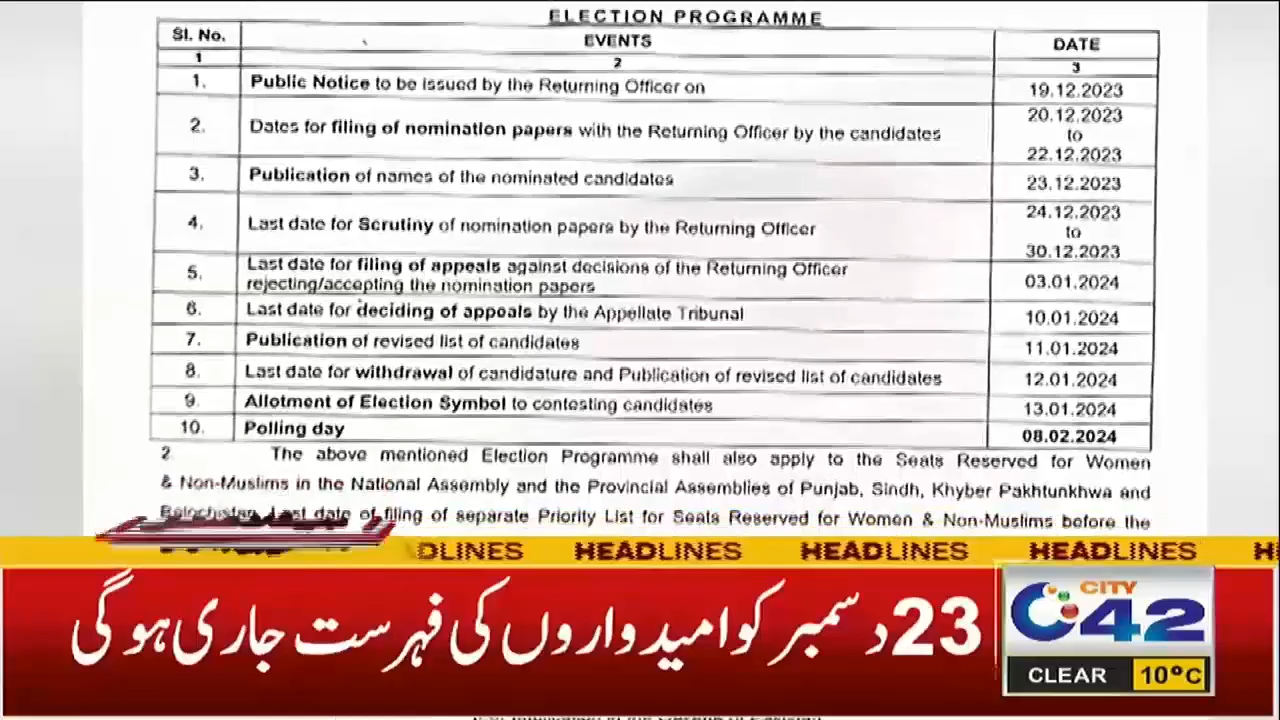 ELECTION PROGRAMME
Sl. No. EVENTS DATE
1 2 3
1. Public Notice to be issued by the Returning Officer on 19.12.2023
2. Dates for filing of nomination papers with the Returning Officer by the candidates 20.12.2023
to
22.12.2023
3. Publication of names of the nominated candidates 23.12.2023
4. Last date for Scrutiny of nomination papers by the Returning Officer 24.12.2023
to
30.12.2023
5. Last date for filing of appeals against decisions of the Returning Officer
rejecting/accepting the nomination papers 03.01.2024
6. Last date for deciding of appeals by the Appellate Tribunal 10.01.2024
7. Publication of revised list of candidates 11.01.2024
8. Last date for withdrawal of candidature and Publication of revised list of candidates 12.01.2024
9. Allotment of Election Symbol to contesting candidates 13.01.2024
10. Polling day 08.02.2024
2 The above mentioned Election Programme shall also apply to the Seats Reserved for Women
& Non-Muslims in the National Assembly and the Provincial Assemblies of Punjab, Sindh, Khyber Pakhtunkhwa and
Balochistan. Last date of filing of separate Priority List for Seats Reserved for Women & Non-Muslims before the
DLINES HEADLINES HEADLINES HEADLINES H
23 دسمبر کو امیدواروں کی فہرست جاری ہوگی
CITY
42
CLEAR 10°C